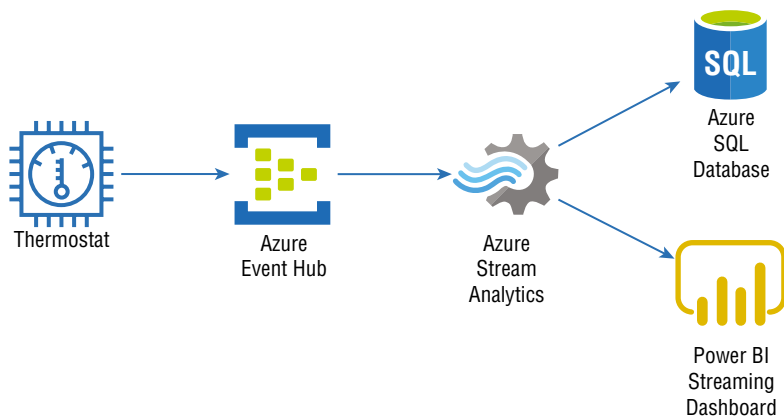 Thermostat
Azure
Event Hub
Azure
Stream
Analytics
SQL
Azure
SQL
Database
Power BI
Streaming
Dashboard